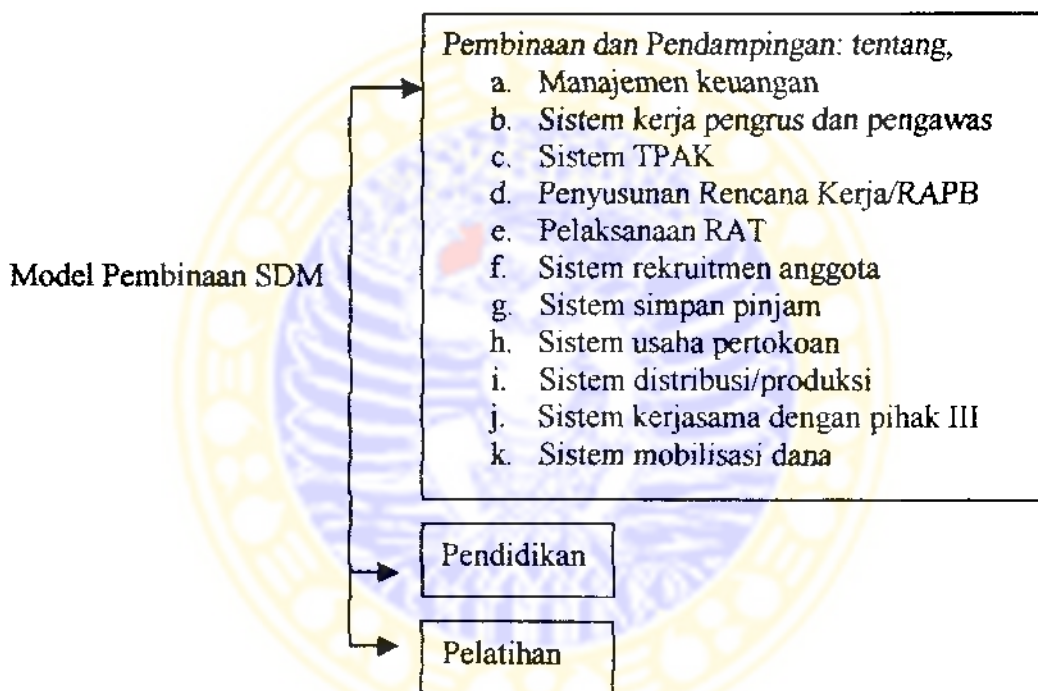 Pembinaan dan Pendampingan: tentang,
a. Manajemen keuangan
b. Sistem kerja pengrus dan pengawas
c. Sistem TPAK
d. Penyusunan Rencana Kerja/RAPB
e. Pelaksanaan RAT
Model Pembinaan SDM
f. Sistem rekruitmen anggota
g. Sistem simpan pinjam
h. Sistem usaha pertokoan
i. Sistem distribusi/produksi
j. Sistem kerjasama dengan pihak III
k. Sistem mobilisasi dana
Pendidikan
Pelatihan